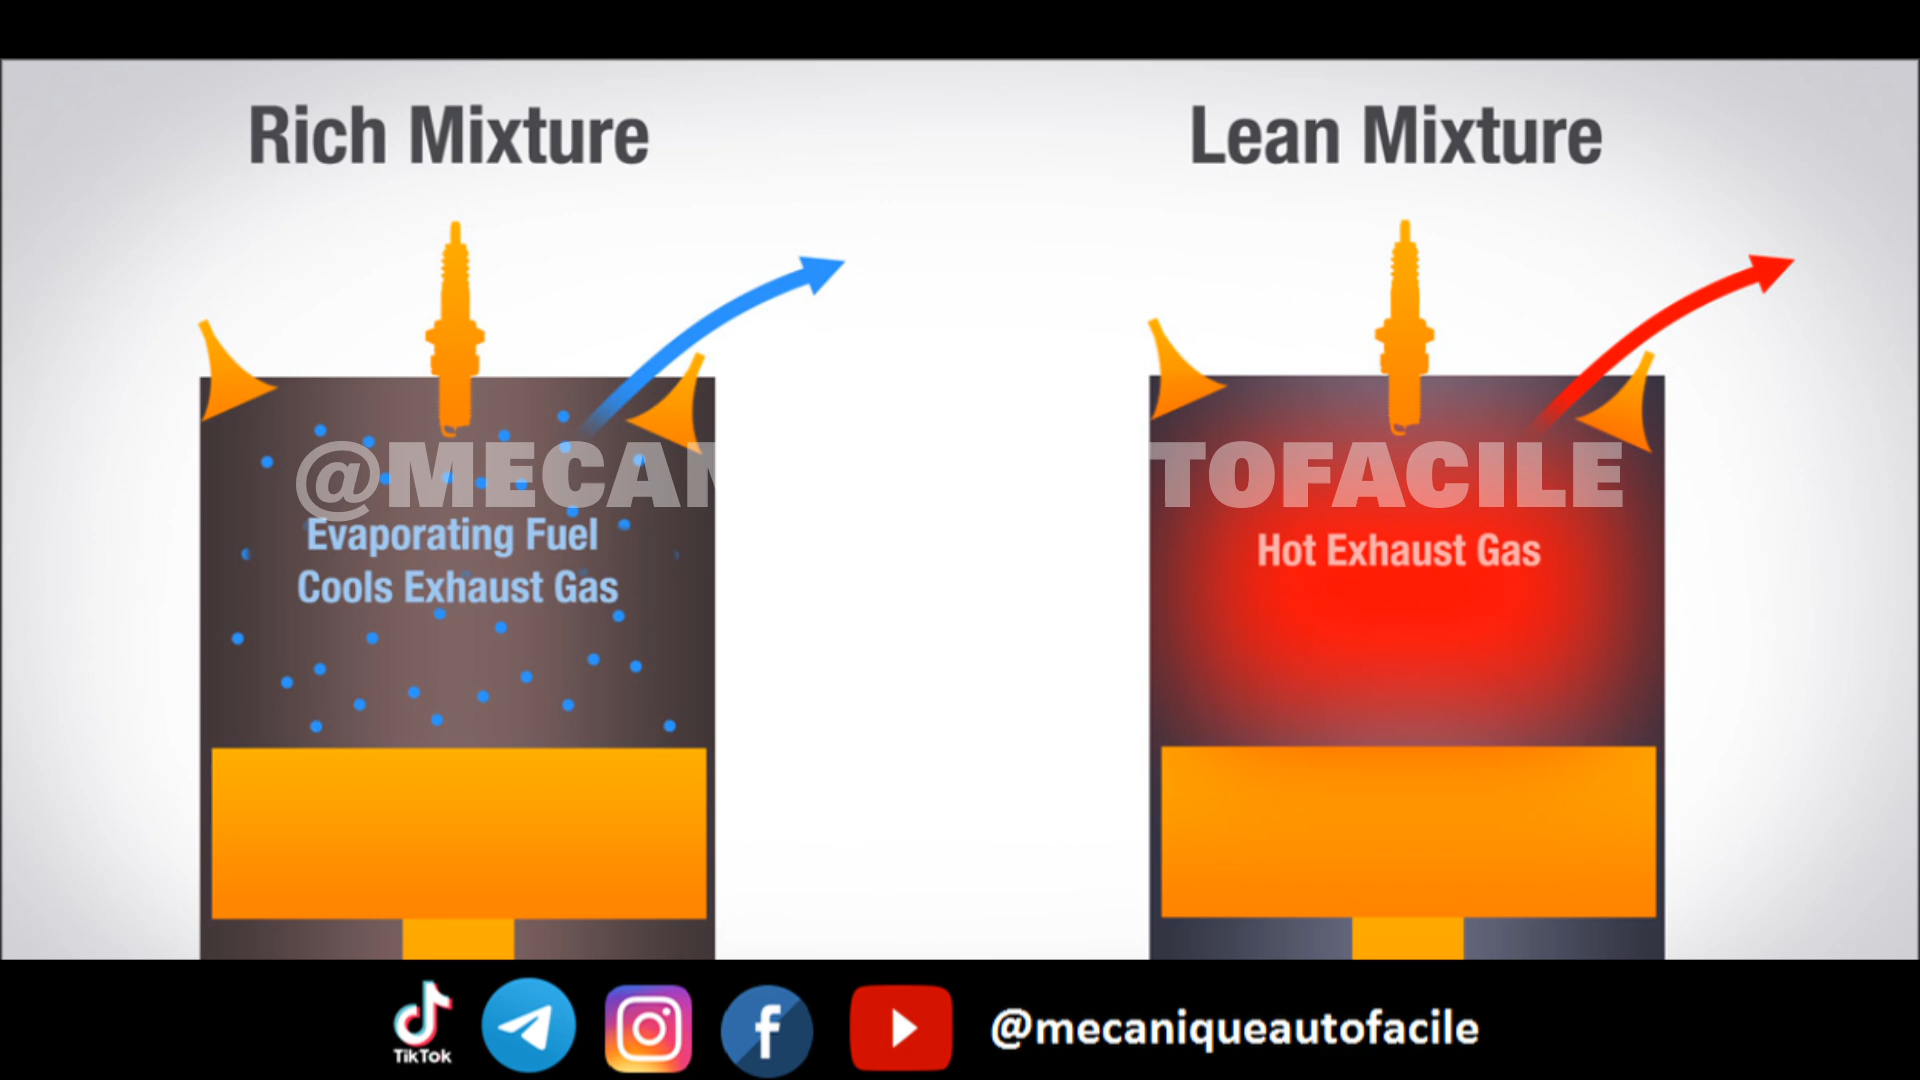 Rich Mixture
Lean Mixture
@MECAN
TOFACILE
Evaporating Fuel
Cools Exhaust Gas
Hot Exhaust Gas
TikTok
@mecaniqueautofacile